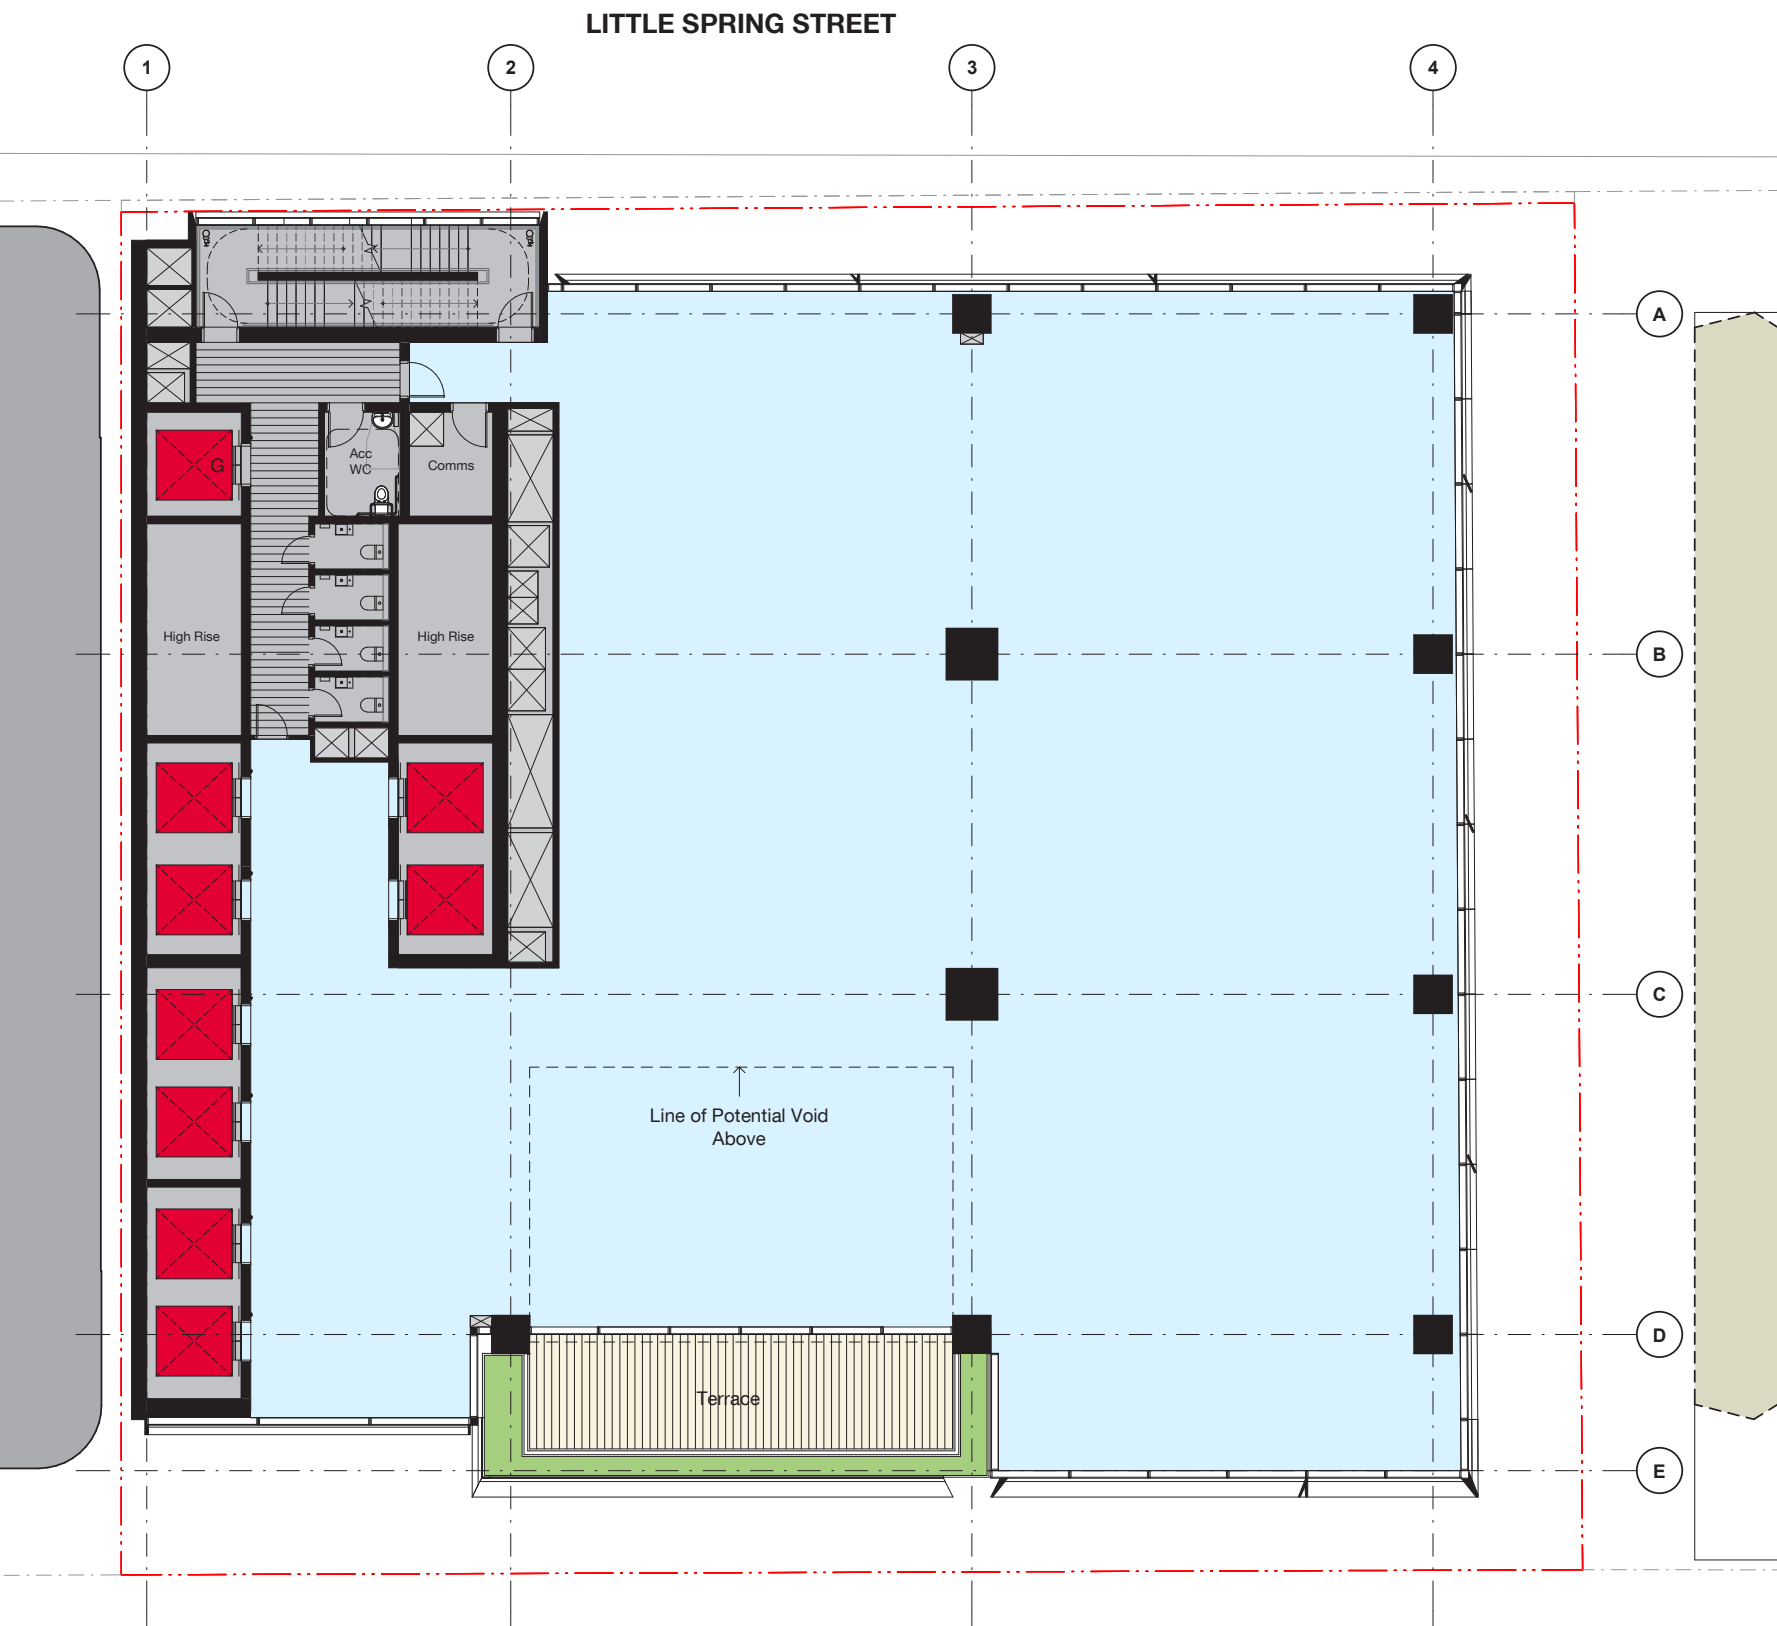 LITTLE SPRING STREET
1
2
3
4
A
G
Acc
WC
Comms
High Rise
High Rise
B
C
Line of Potential Void
Above
D
Terrace
E